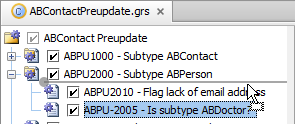 ABContactPreupdate.grs
ABContact Preupdate
ABPU1000 - Subtype ABContact
ABPU2000 - Subtype ABPerson
ABPU2010 - Flag lack of email address
ABPU-2005 - Is subtype ABDoctor